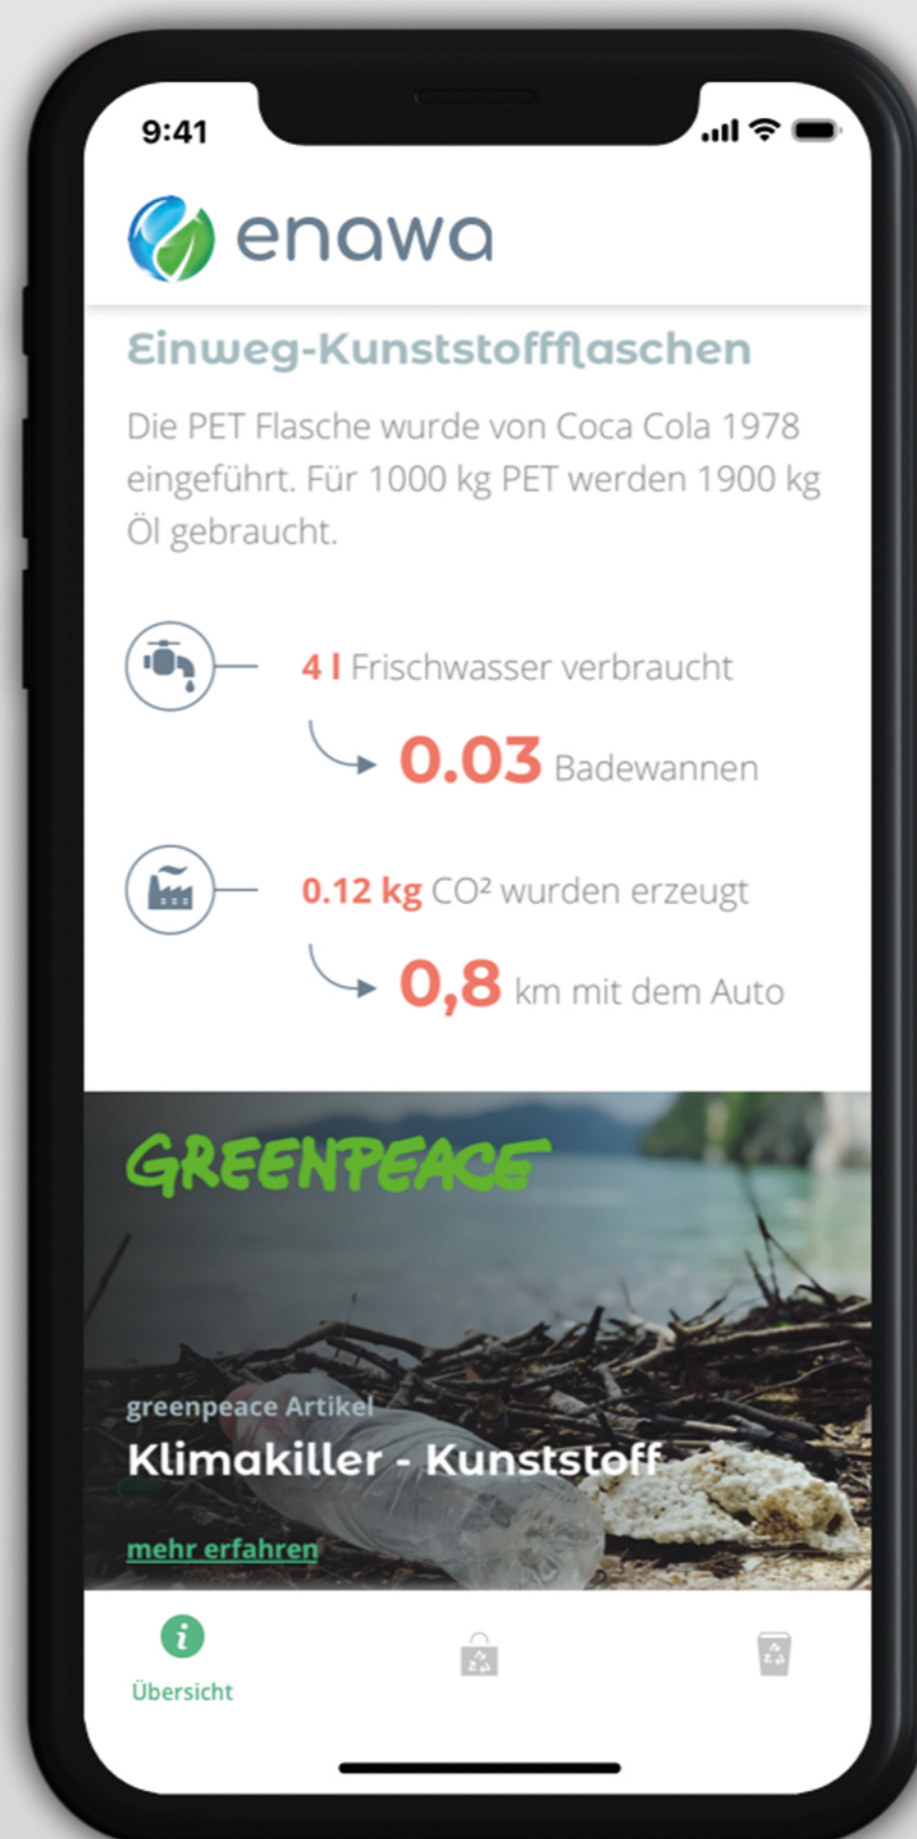 9:41
enawa
Einweg-Kunststoffflaschen
Die PET Flasche wurde von Coca Cola 1978
eingeführt. Für 1000 kg PET werden 1900 kg
Öl gebraucht.
4 l Frischwasser verbraucht
0.03 Badewannen
0.12 kg CO² wurden erzeugt
0,8 km mit dem Auto
GREENPEACE
greenpeace Artikel
Klimakiller - Kunststoff
mehr erfahren
i
Übersicht